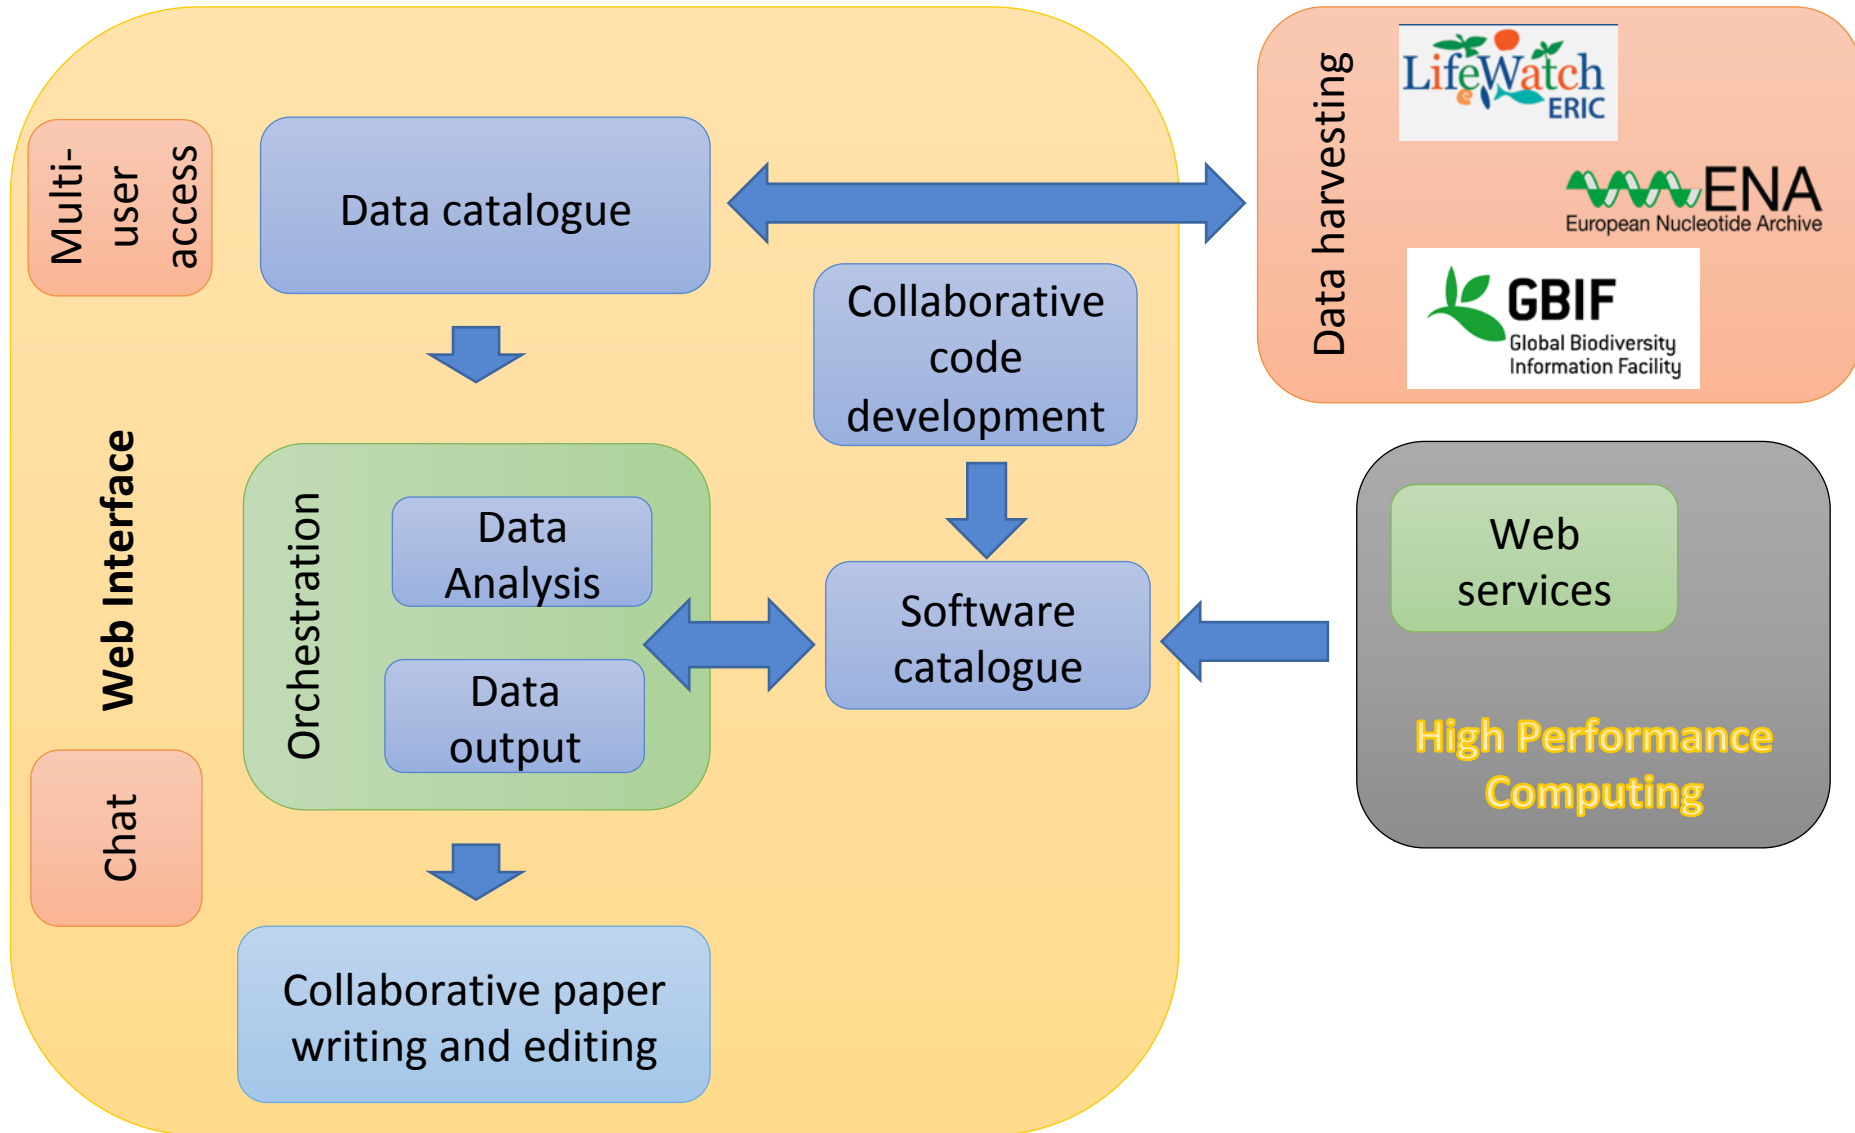 Multi-
user
access
Data catalogue
Data harvesting
LifeWatch
ERIC
ENA
European Nucleotide Archive
GBIF
Global Biodiversity
Information Facility
Collaborative
code
development
Web Interface
Orchestration
Data
Analysis
Data
output
Software
catalogue
Web
services
High Performance
Computing
Chat
Collaborative paper
writing and editing